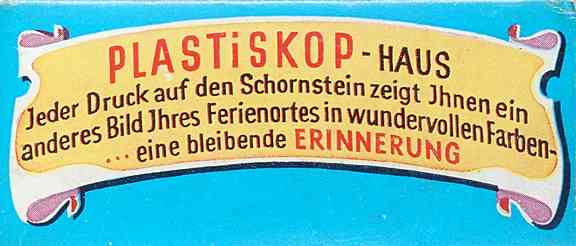 PLASTiSKOP - HAUS
Jeder Druck auf den Schornstein zeigt Jhnen ein
anderes Bild Jhres Ferienortes in wundervollen Farben-
... eine bleibende ERINNERUNG